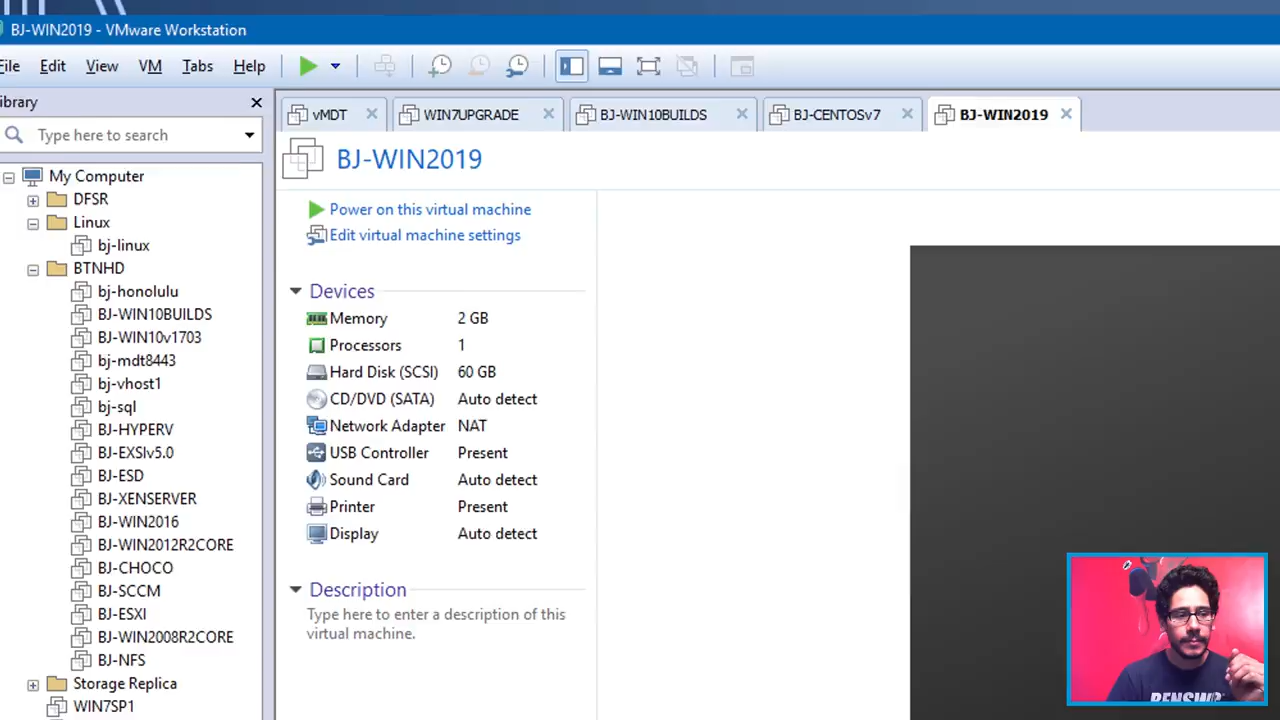 BJ-WIN2019 - VMware Workstation
File Edit View VM Tabs Help
ibrary
Type here to search
vMDT
WIN7UPGRADE
BJ-WIN10BUILDS
BJ-CENTOSv7
BJ-WIN2019
My Computer
DFSR
Linux
bj-linux
BTNHD
bj-honolulu
BJ-WIN10BUILDS
BJ-WIN10v1703
bj-mdt8443
bj-vhost1
bj-sql
BJ-HYPERV
BJ-EXSIv5.0
BJ-ESD
BJ-XENSERVER
BJ-WIN2016
BJ-WIN2012R2CORE
BJ-CHOCO
BJ-SCCM
BJ-ESXI
BJ-WIN2008R2CORE
BJ-NFS
Storage Replica
WIN7SP1
BJ-WIN2019
Power on this virtual machine
Edit virtual machine settings
Devices
Memory 2 GB
Processors 1
Hard Disk (SCSI) 60 GB
CD/DVD (SATA) Auto detect
Network Adapter NAT
USB Controller Present
Sound Card Auto detect
Printer Present
Display Auto detect
Description
Type here to enter a description of this
virtual machine.